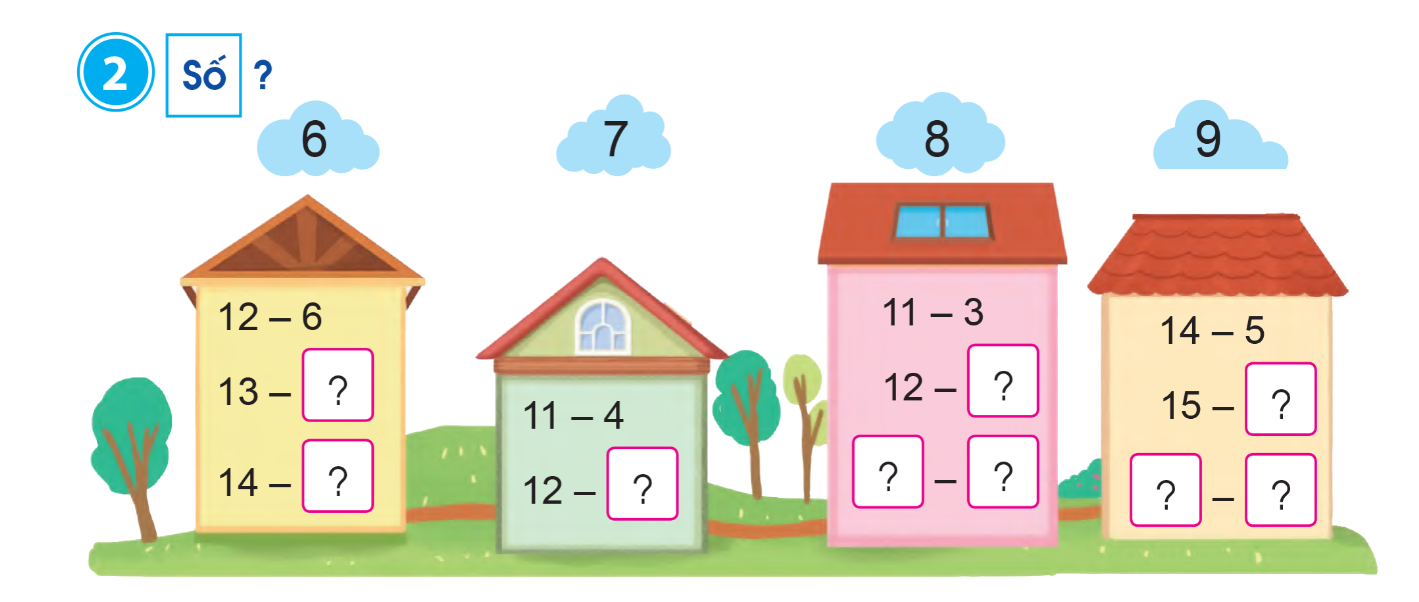 2 Số ?
6 7 8 9
12 – 6
13 – ?
14 – ?
11 – 4
12 – ?
11 – 3
12 – ?
? – ?
14 – 5
15 – ?
? – ?